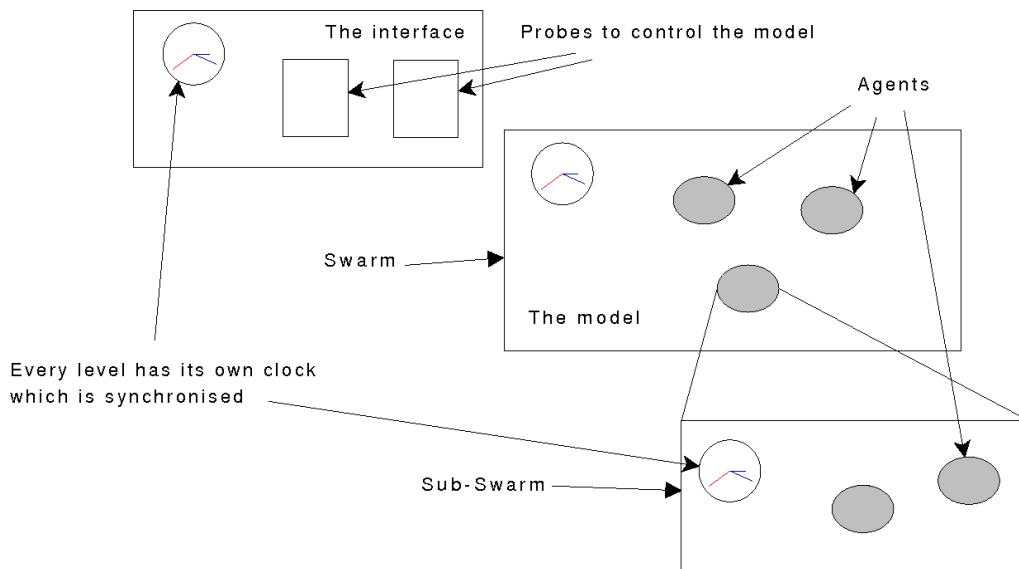 The interface
Probes to control the model
Agents
Swarm
The model
Every level has its own clock
which is synchronised
Sub-Swarm